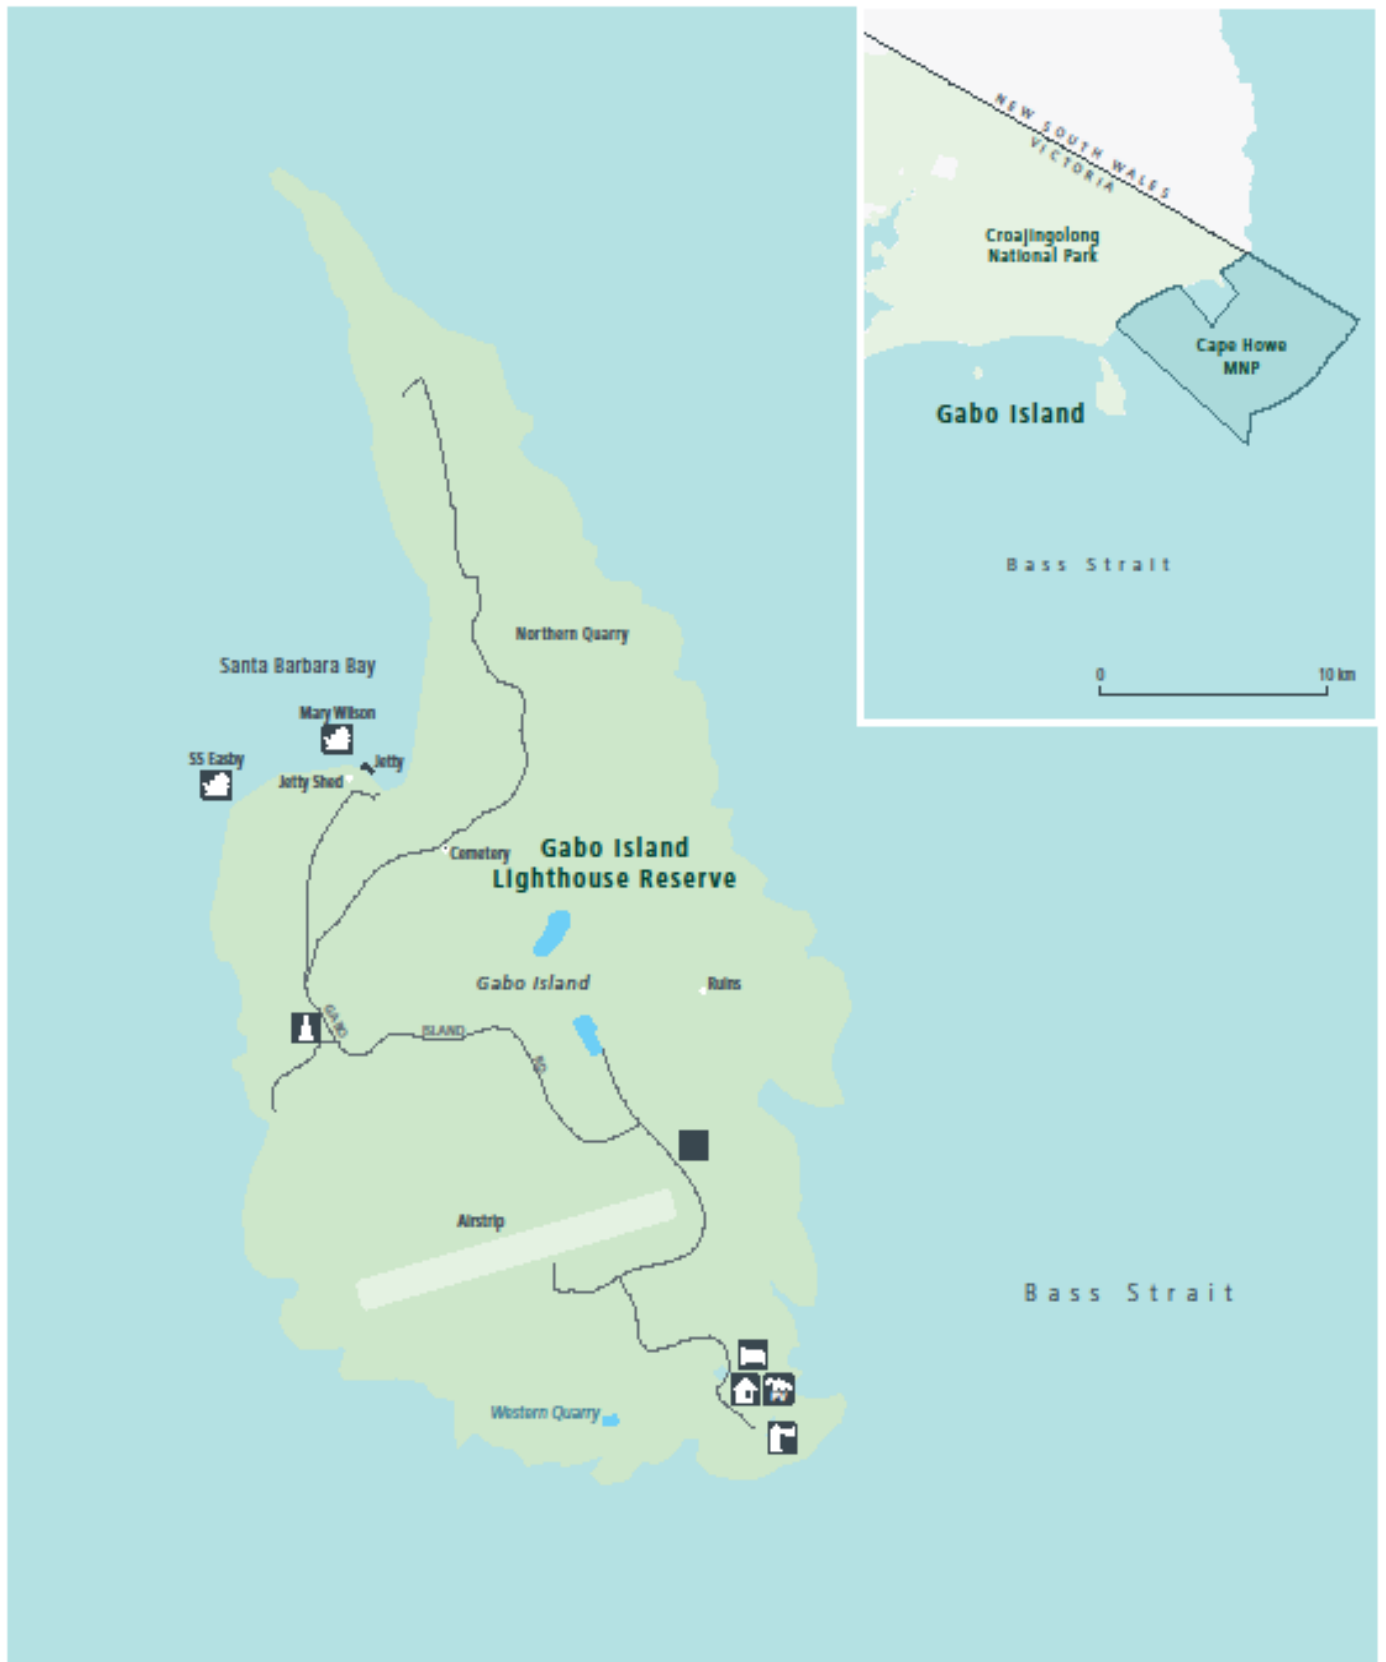 NEW SOUTH WALES
VICTORIA
Croajingolong
National Park
Cape Howe
MNP
Gabo Island
Bass Strait
0 10 km
Northern Quarry
Santa Barbara Bay
Mary Wilson
SS Easby
Jetty
Jetty Shed
Cemetery
Gabo Island
Lighthouse Reserve
Gabo Island
Ruins
GABO ISLAND RD
Airstrip
Bass Strait
Western Quarry
PV